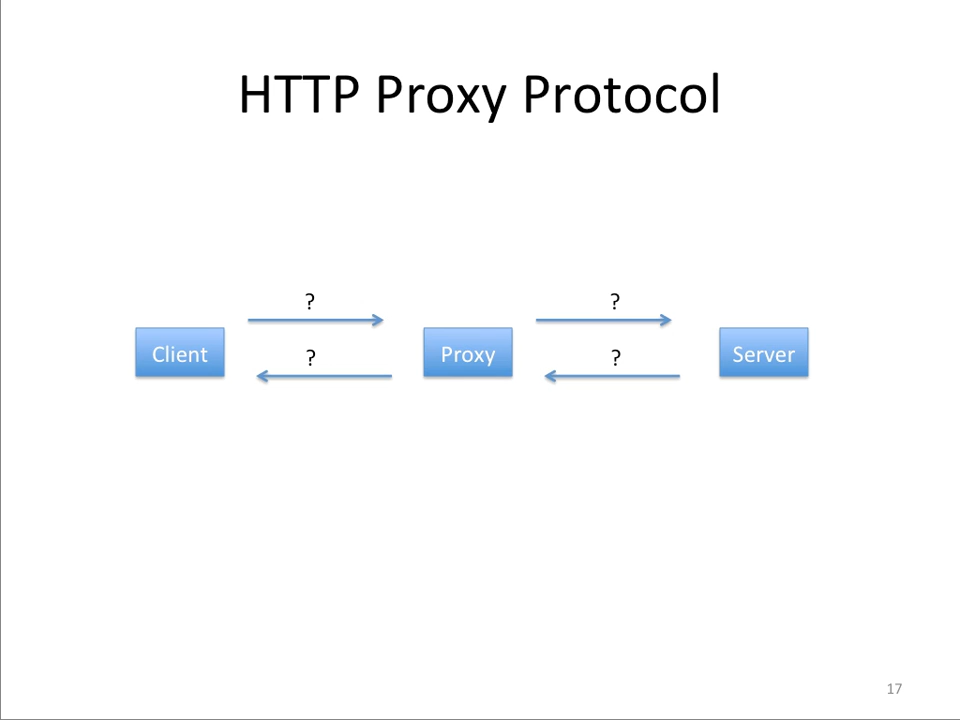 HTTP Proxy Protocol
? ?
Client ? Proxy ? Server
17